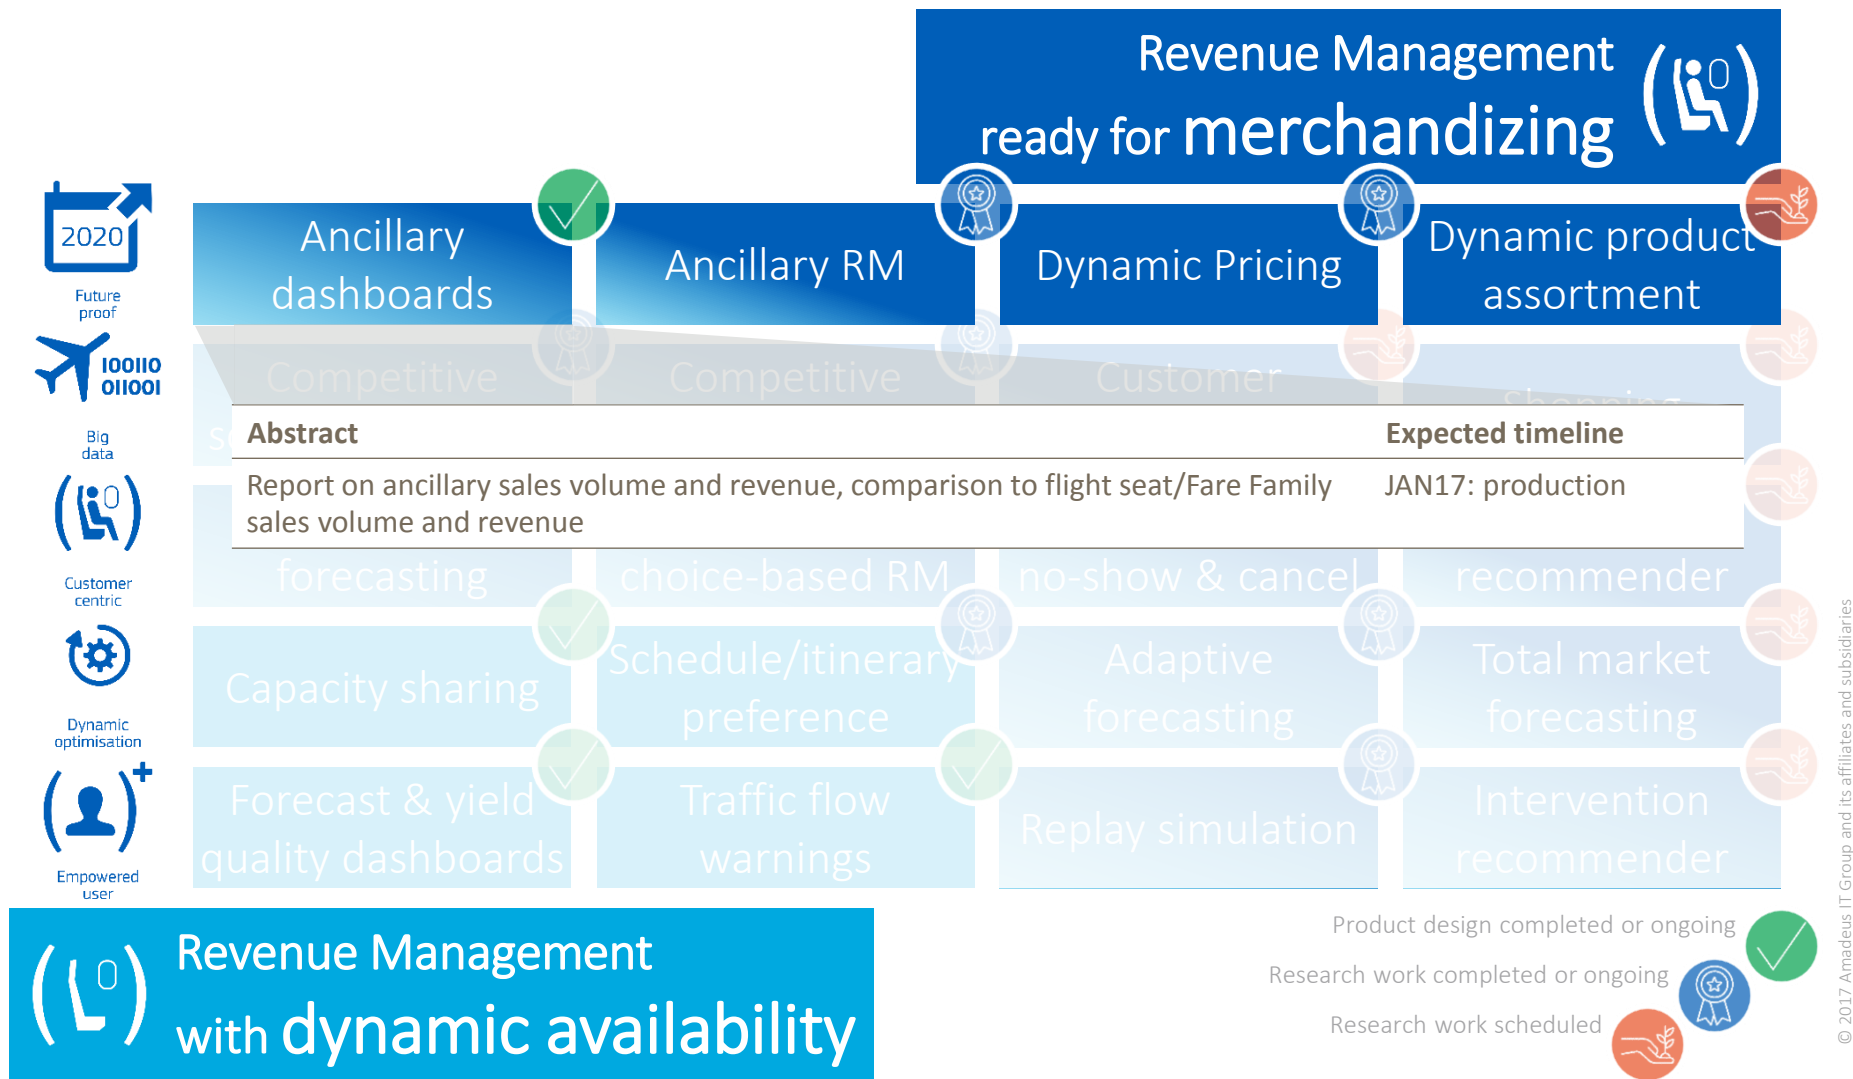 Revenue Management
ready for merchandizing
2020
Future
proof
Ancillary
dashboards
Ancillary RM
Dynamic Pricing
Dynamic product
assortment
100110
011001
Big
data
Competitive
Competitive
Customer
Shopping
Abstract
Expected timeline
Report on ancillary sales volume and revenue, comparison to flight seat/Fare Family
sales volume and revenue
JAN17: production
Customer
centric
forecasting
choice-based RM
no-show & cancel
recommender
Dynamic
optimisation
Capacity sharing
Schedule/itinerary
preference
Adaptive
forecasting
Total market
forecasting
Empowered
user
Forecast & yield
quality dashboards
Traffic flow
warnings
Replay simulation
Intervention
recommender
Revenue Management
with dynamic availability
Product design completed or ongoing
Research work completed or ongoing
Research work scheduled
© 2017 Amadeus IT Group and its affiliates and subsidiaries